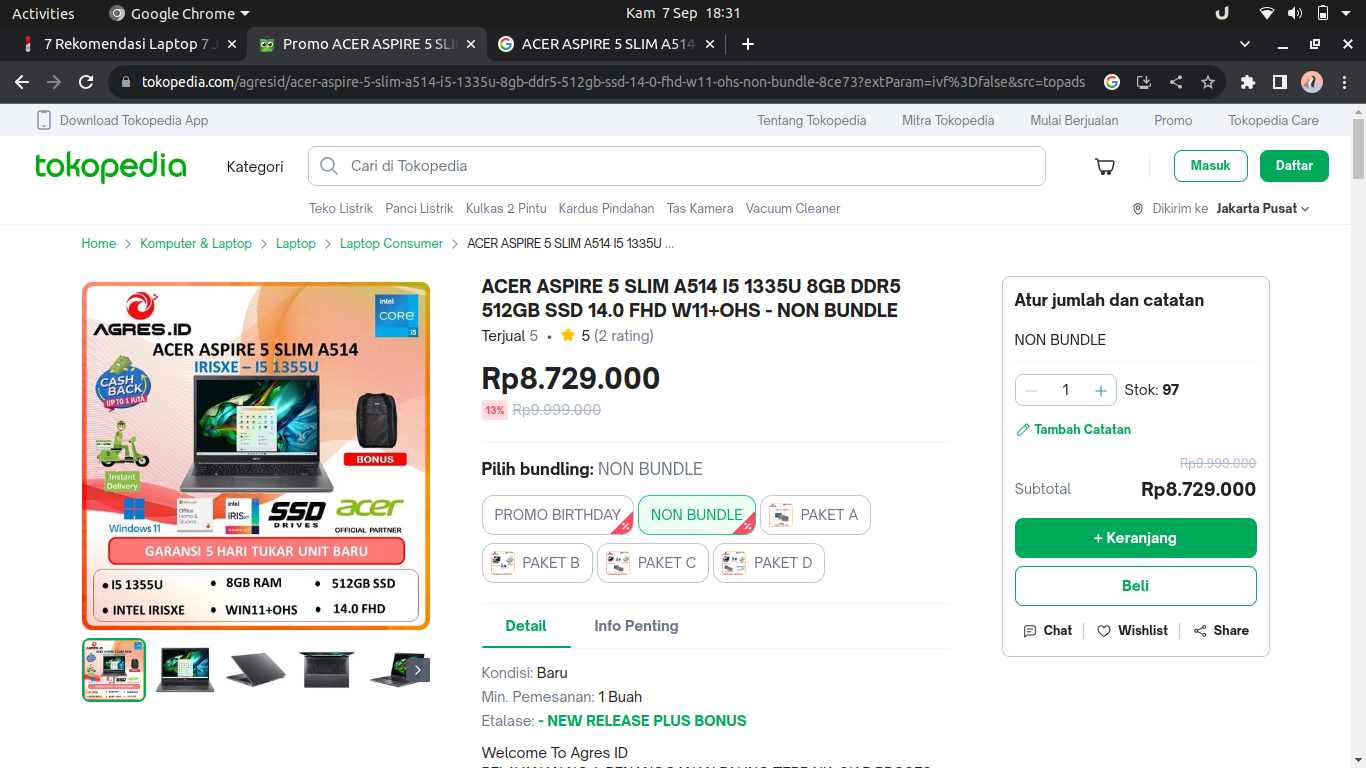 Activities
Google Chrome
Kam 7 Sep 18:31
7 Rekomendasi Laptop 7 J
Promo ACER ASPIRE 5 SLI
ACER ASPIRE 5 SLIM A514
tokopedia.com/agresid/acer-aspire-5-slim-a514-i5-1335u-8gb-ddr5-512gb-ssd-14-0-fhd-w11-ohs-non-bundle-8ce73?extParam=ivf%3Dfalse&src=topads
Download Tokopedia App
Tentang Tokopedia
Mitra Tokopedia
Mulai Berjualan
Promo
Tokopedia Care
tokopedia
Kategori
Cari di Tokopedia
Masuk
Daftar
Teko Listrik Panci Listrik Kulkas 2 Pintu Kardus Pindahan Tas Kamera Vacuum Cleaner
Dikirim ke Jakarta Pusat
Home > Komputer & Laptop > Laptop > Laptop Consumer > ACER ASPIRE 5 SLIM A514 I5 1335U ...
AGRES.ID
intel
CORE
i5
ACER ASPIRE 5 SLIM A514
IRISXE – I5 1355U
CASH BACK
UP TO 1 JUTA
BONUS
Instant
Delivery
Windows 11
Office
Home & Student
intel
IRIS xe
GRAPHICS
SSD
DRIVES
acer
OFFICIAL PARTNER
GARANSI 5 HARI TUKAR UNIT BARU
• I5 1355U
• 8GB RAM
• 512GB SSD
• INTEL IRISXE
• WIN11+OHS
• 14.0 FHD
ACER ASPIRE 5 SLIM A514 I5 1335U 8GB DDR5
512GB SSD 14.0 FHD W11+OHS - NON BUNDLE
Terjual 5 • 5 (2 rating)
Rp8.729.000
13% Rp9.999.000
Pilih bundling: NON BUNDLE
PROMO BIRTHDAY
NON BUNDLE
PAKET A
PAKET B
PAKET C
PAKET D
Detail
Info Penting
Kondisi: Baru
Min. Pemesanan: 1 Buah
Etalase: - NEW RELEASE PLUS BONUS
Welcome To Agres ID
Atur jumlah dan catatan
NON BUNDLE
1
Stok: 97
Tambah Catatan
Rp9.999.000
Subtotal
Rp8.729.000
+ Keranjang
Beli
Chat
Wishlist
Share